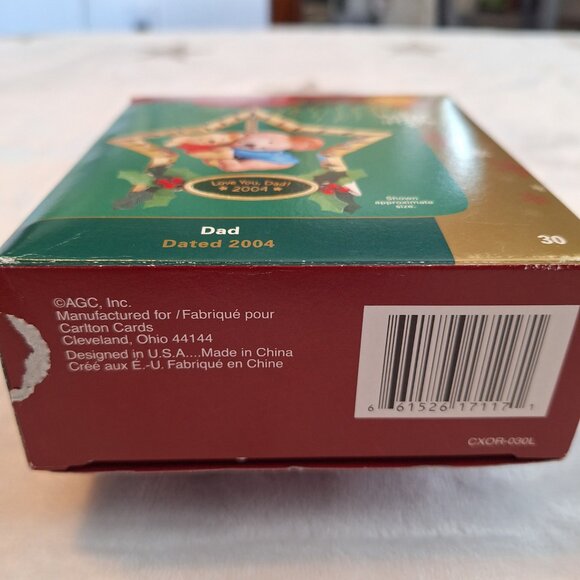 Love You, Dad!
2004
Shown
approximate
size.
Dad
Dated 2004
30
©AGC, Inc.
Manufactured for / Fabriqué pour
Carlton Cards
Cleveland, Ohio 44144
Designed in U.S.A....Made in China
Créé aux É.-U. Fabriqué en Chine
6 61526 17117 1
CXOR-030L